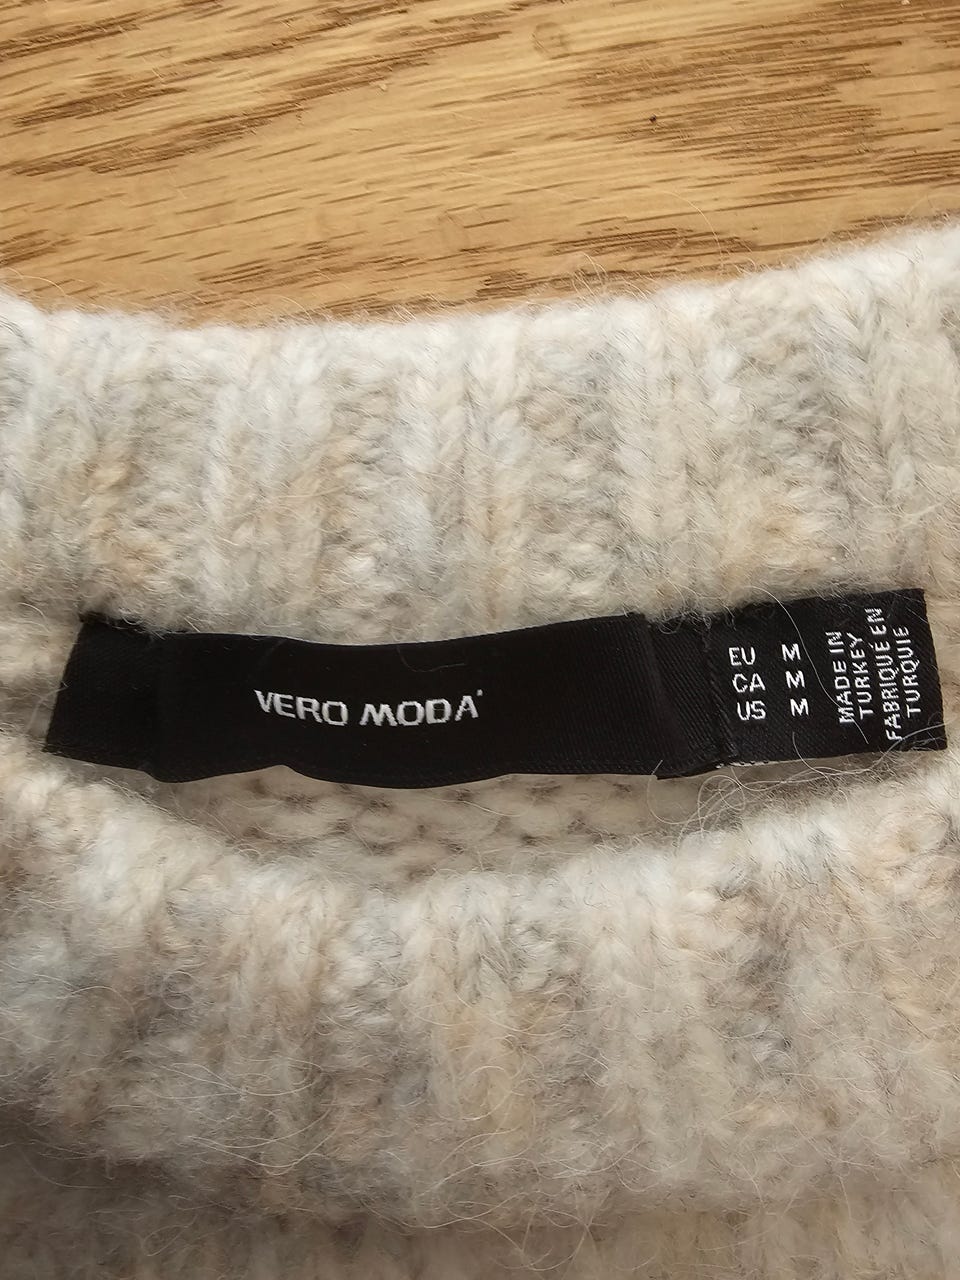 VERO MODA
EU M
CA M
US M
MADE IN
TURKEY
FABRIQUE EN
TURQUIE